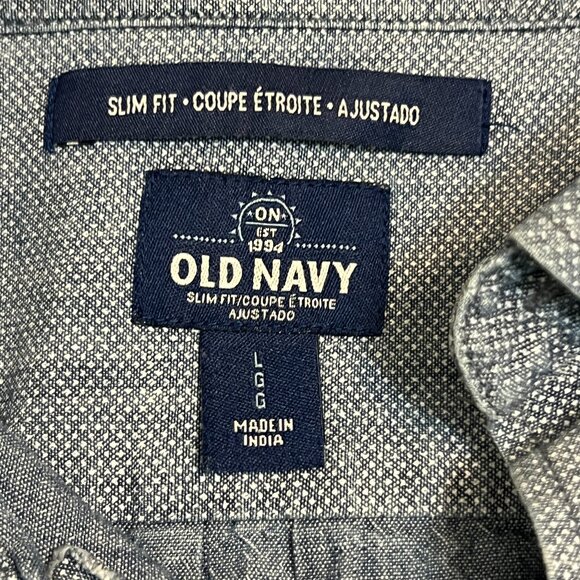 SLIM FIT • COUPE ÉTROITE • AJUSTADO
ON
EST
1994
OLD NAVY
SLIM FIT/COUPE ÉTROITE
AJUSTADO
L
G
G
MADE IN
INDIA